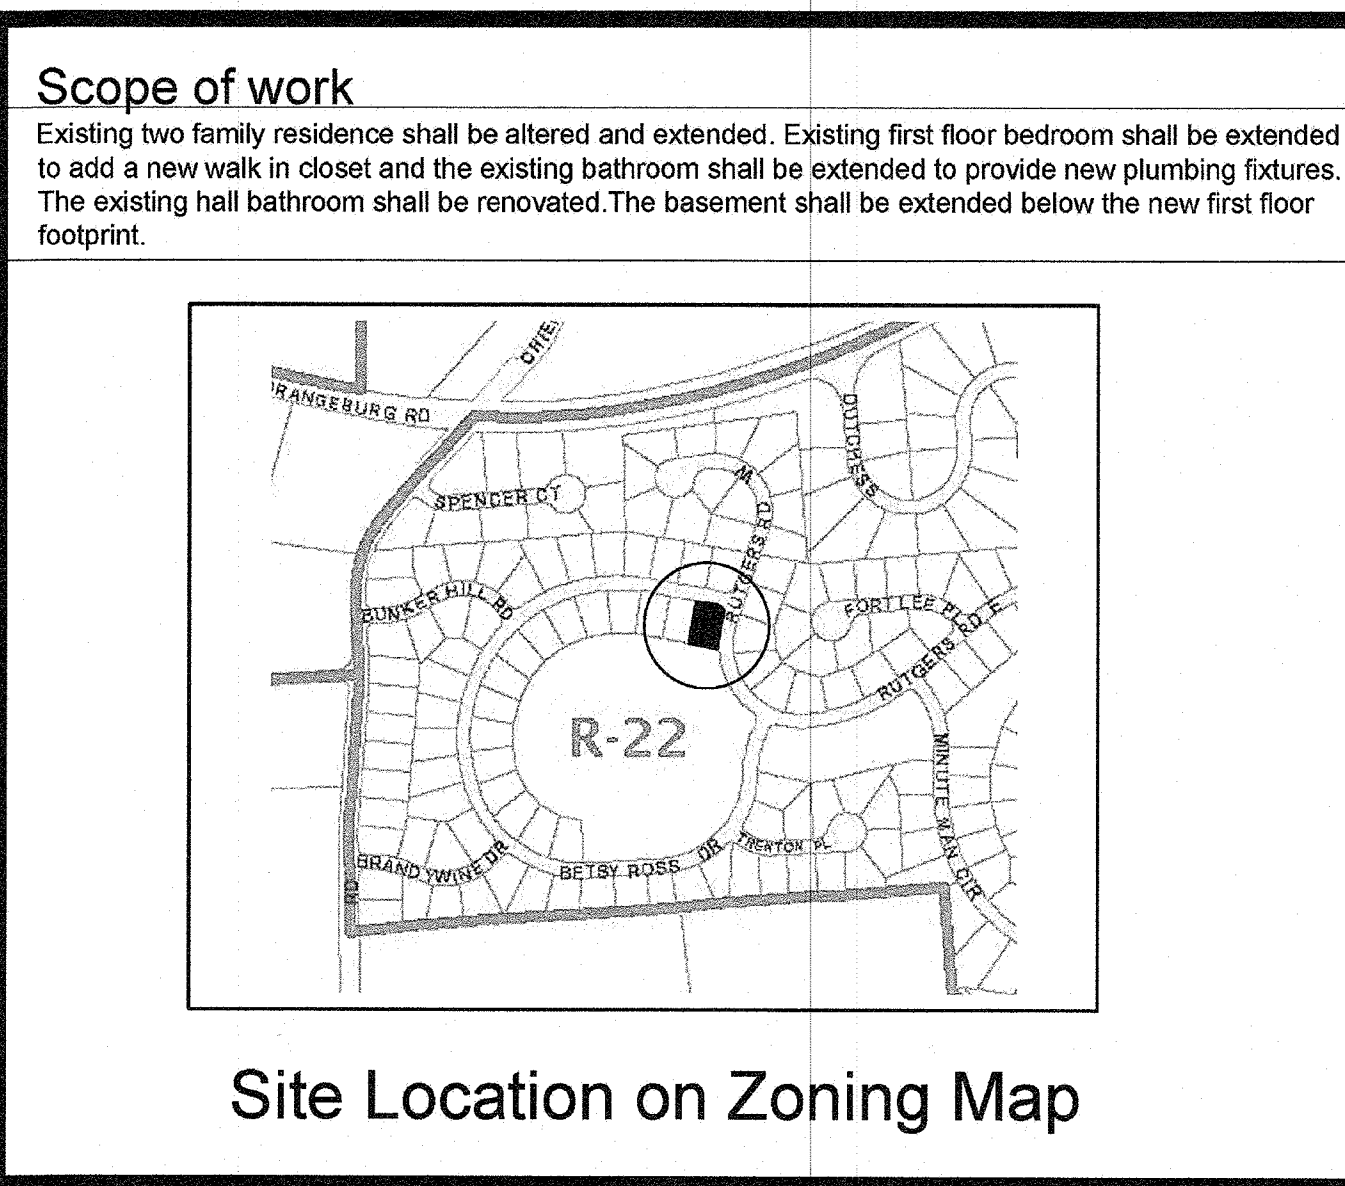 Scope of work
Existing two family residence shall be altered and extended. Existing first floor bedroom shall be extended
to add a new walk in closet and the existing bathroom shall be extended to provide new plumbing fixtures.
The existing hall bathroom shall be renovated.The basement shall be extended below the new first floor
footprint.
CHIE
RANGEBURG RD
DUTCHESS
SPENCER CT
W
RUTGERS RD
BUNKER HILL RD
FORT LEE PL
RUTGERS RD E
R-22
MINUTE MAN CIR
TRENTON PL
BRANDYWINE DR
BETSY ROSS DR
RD
Site Location on Zoning Map